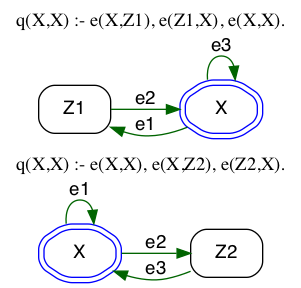 q(X,X) :- e(X,Z1), e(Z1,X), e(X,X).
e3
Z1 e2 X
e1
q(X,X) :- e(X,X), e(X,Z2), e(Z2,X).
e1
X e2 Z2
e3